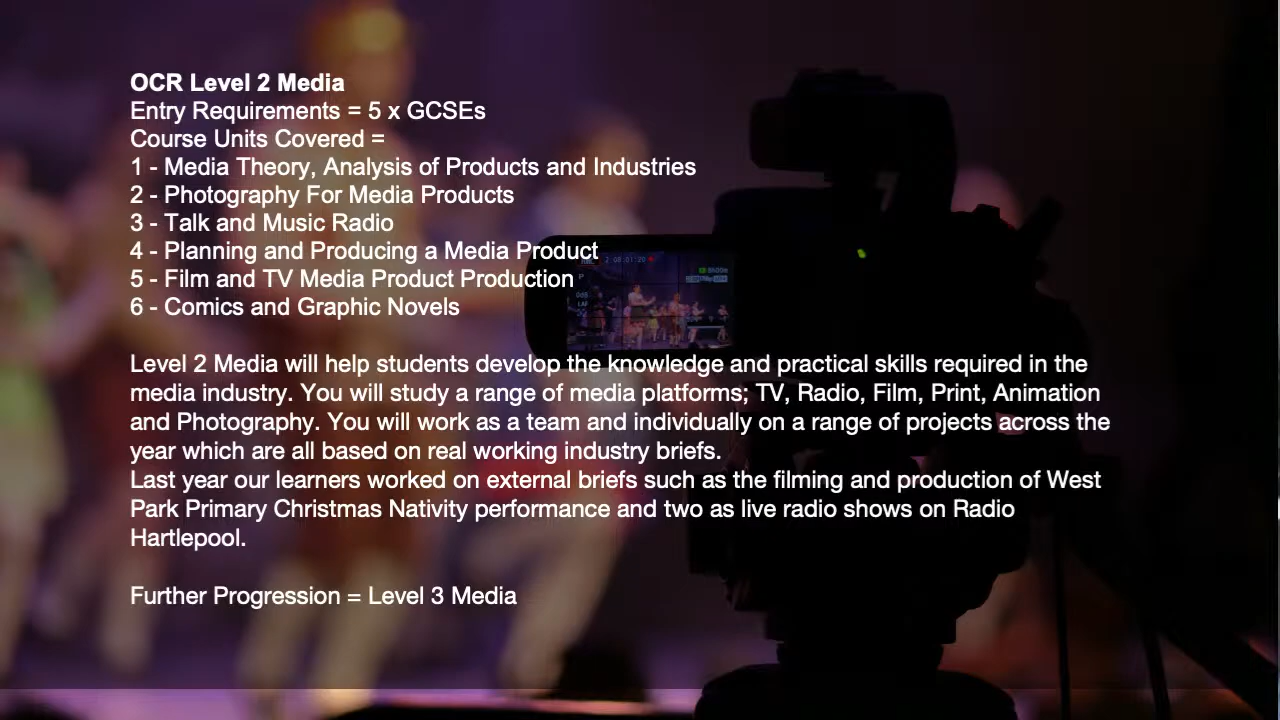 OCR Level 2 Media
Entry Requirements = 5 x GCSEs
Course Units Covered =
1 - Media Theory, Analysis of Products and Industries
2 - Photography For Media Products
3 - Talk and Music Radio
4 - Planning and Producing a Media Product
5 - Film and TV Media Product Production
6 - Comics and Graphic Novels
Level 2 Media will help students develop the knowledge and practical skills required in the
media industry. You will study a range of media platforms; TV, Radio, Film, Print, Animation
and Photography. You will work as a team and individually on a range of projects across the
year which are all based on real working industry briefs.
Last year our learners worked on external briefs such as the filming and production of West
Park Primary Christmas Nativity performance and two as live radio shows on Radio
Hartlepool.
Further Progression = Level 3 Media